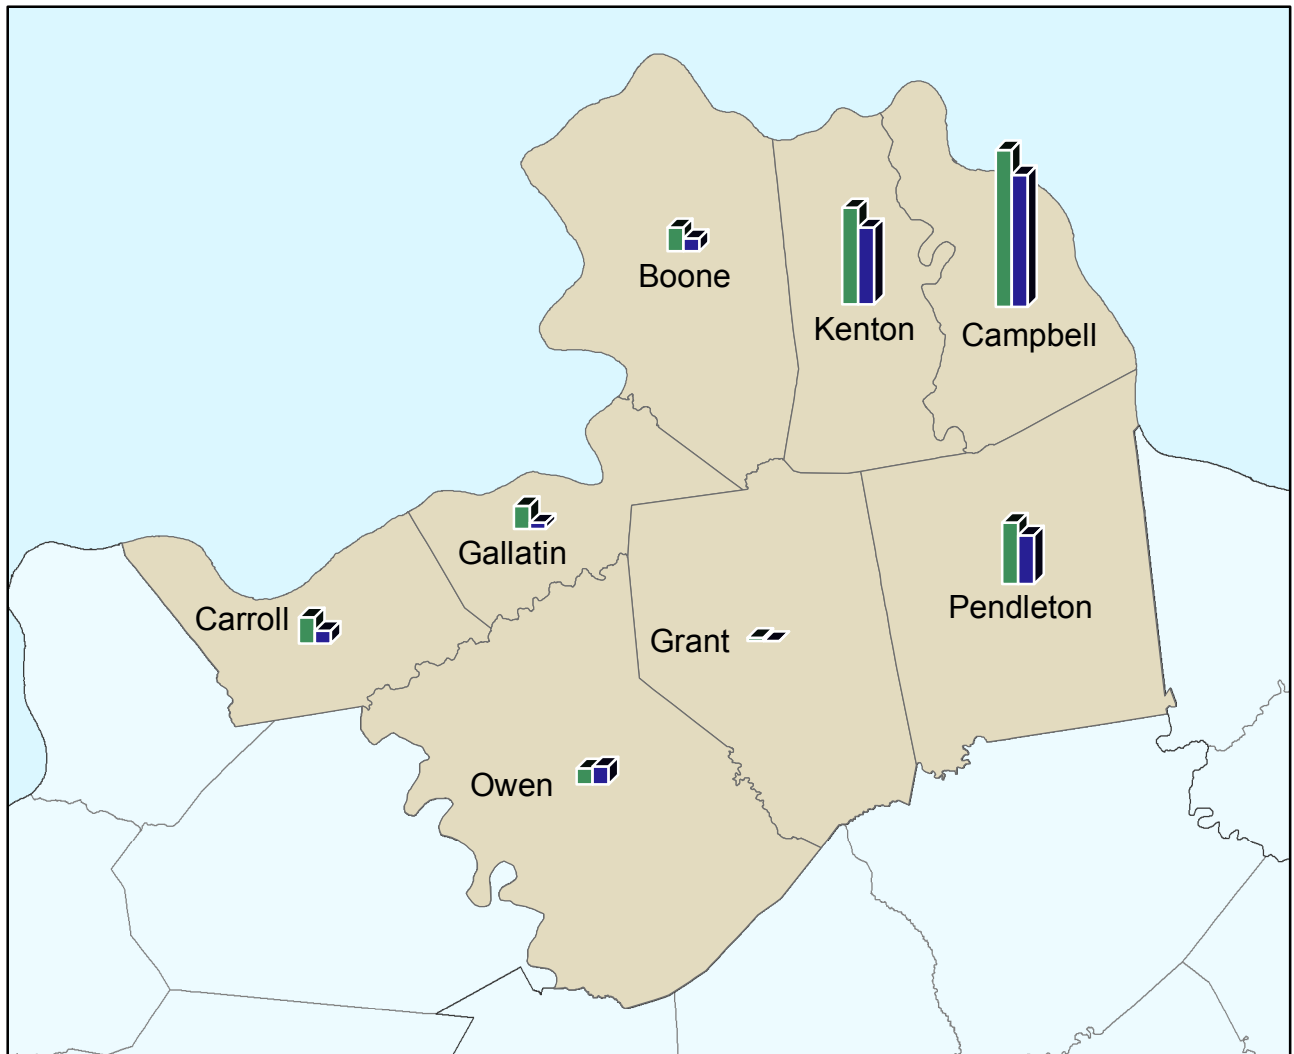 Boone
Kenton
Campbell
Gallatin
Carroll
Pendleton
Grant
Owen